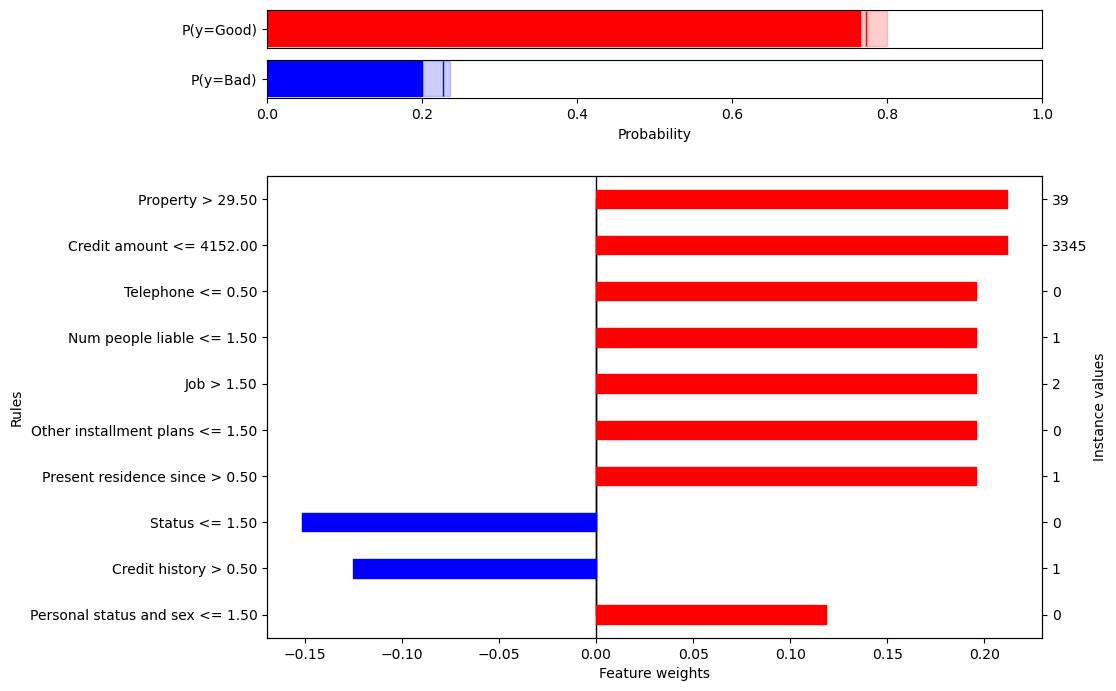 P(y=Good)
P(y=Bad)
0.0 0.2 0.4 0.6 0.8 1.0
Probability
Property > 29.50 39
Credit amount <= 4152.00 3345
Telephone <= 0.50 0
Num people liable <= 1.50 1
Job > 1.50 2
Other installment plans <= 1.50 0
Present residence since > 0.50 1
Status <= 1.50 0
Credit history > 0.50 1
Personal status and sex <= 1.50 0
Rules
Instance values
−0.15 −0.10 −0.05 0.00 0.05 0.10 0.15 0.20
Feature weights